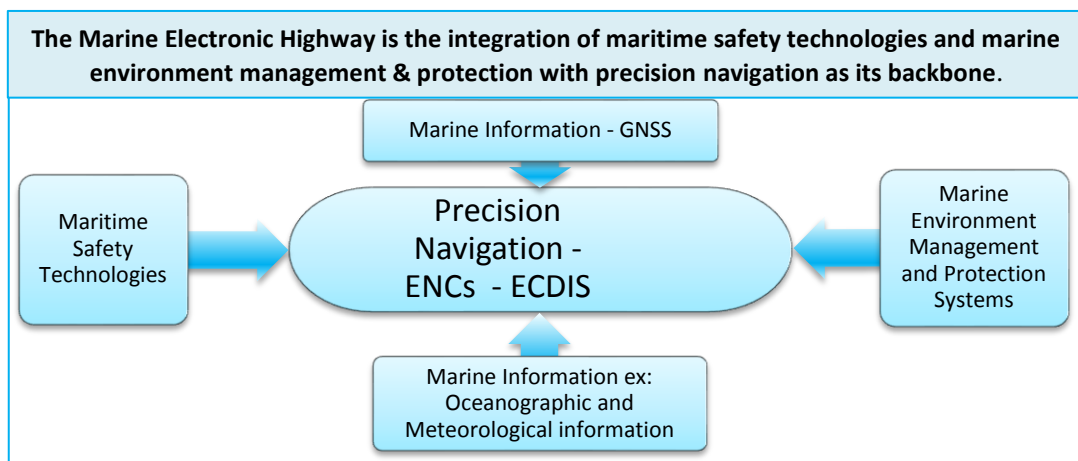 The Marine Electronic Highway is the integration of maritime safety technologies and marine
environment management & protection with precision navigation as its backbone.
Marine Information - GNSS
Maritime
Safety
Technologies
Precision
Navigation -
ENCs - ECDIS
Marine
Environment
Management
and Protection
Systems
Marine Information ex:
Oceanographic and
Meteorological information